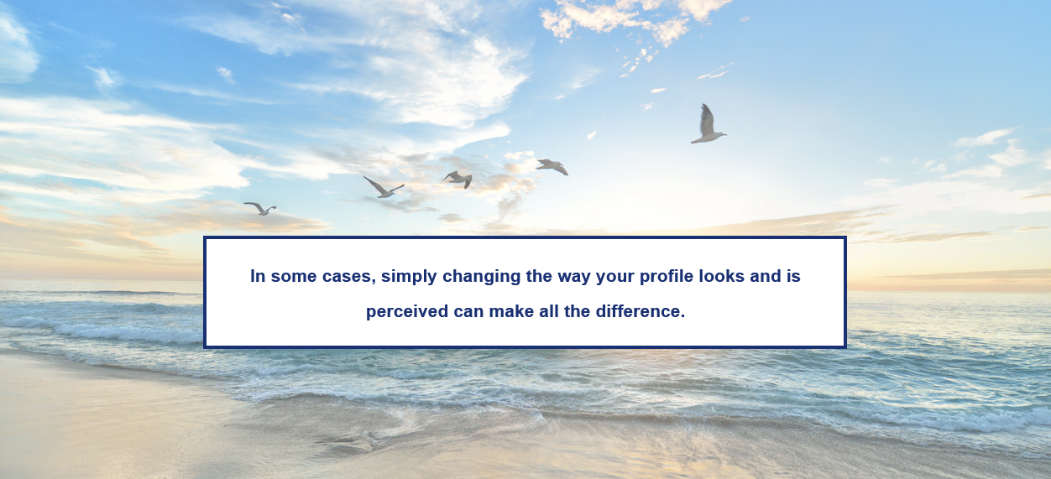 In some cases, simply changing the way your profile looks and is
perceived can make all the difference.